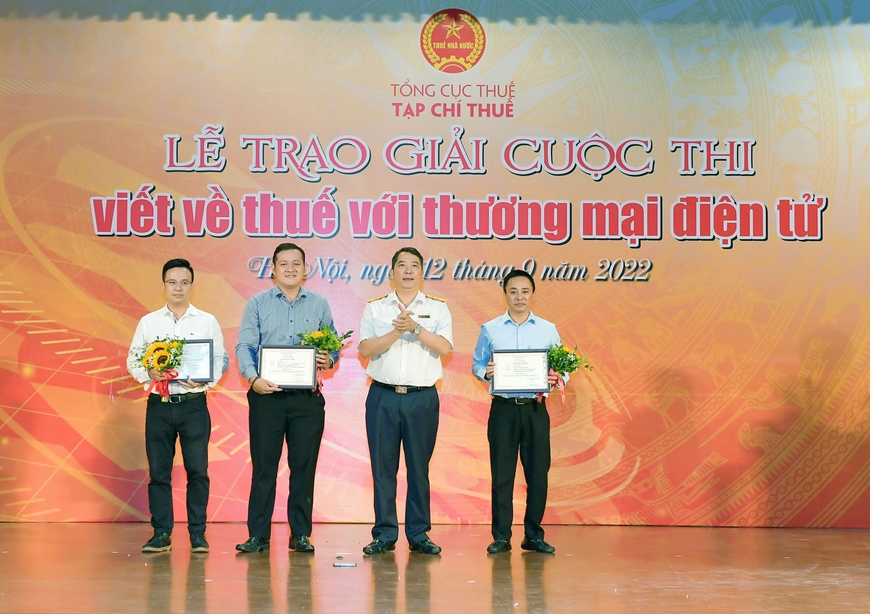 THUẾ NHÀ NƯỚC
TỔNG CỤC THUẾ
TẠP CHÍ THUẾ
LỄ TRAO GIẢI CUỘC THI
viết về thuế với thương mại điện tử
Nội, 12 tháng 9 năm 2022